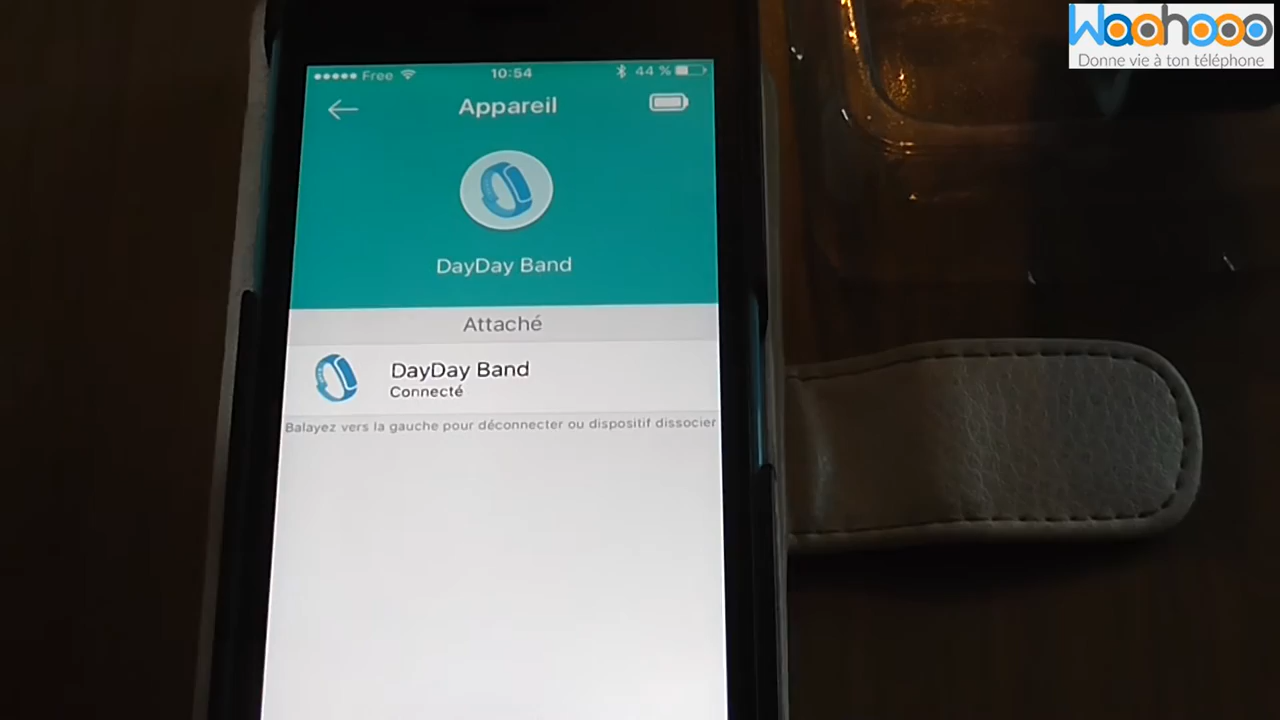 Waahooo
Donne vie à ton téléphone
Free 10:54 44 %
Appareil
DayDay Band
Attaché
DayDay Band
Connecté
Balayez vers la gauche pour déconnecter ou dispositif dissocier